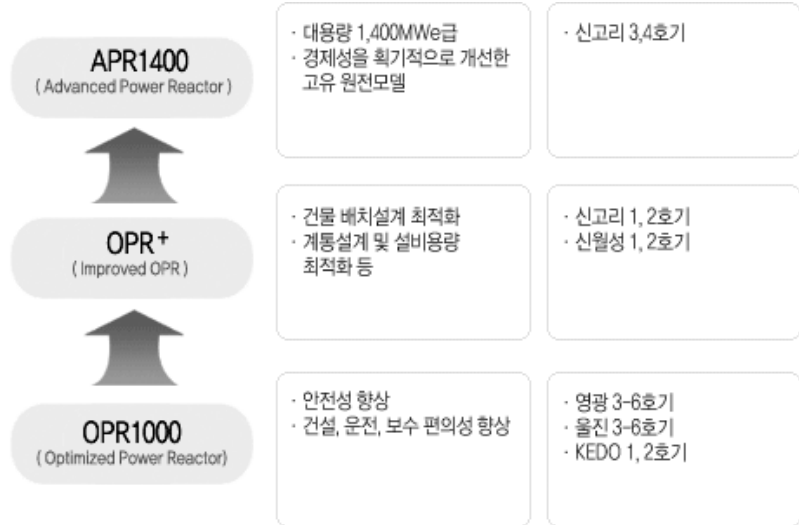 APR1400
( Advanced Power Reactor )
· 대용량 1,400MWe급
· 경제성을 획기적으로 개선한
고유 원전모델
· 신고리 3,4호기
OPR+
( Improved OPR )
· 건물 배치설계 최적화
· 계통설계 및 설비용량
최적화 등
· 신고리 1, 2호기
· 신월성 1, 2호기
OPR1000
( Optimized Power Reactor)
· 안전성 향상
· 건설, 운전, 보수 편의성 향상
· 영광 3-6호기
· 울진 3-6호기
· KEDO 1, 2호기